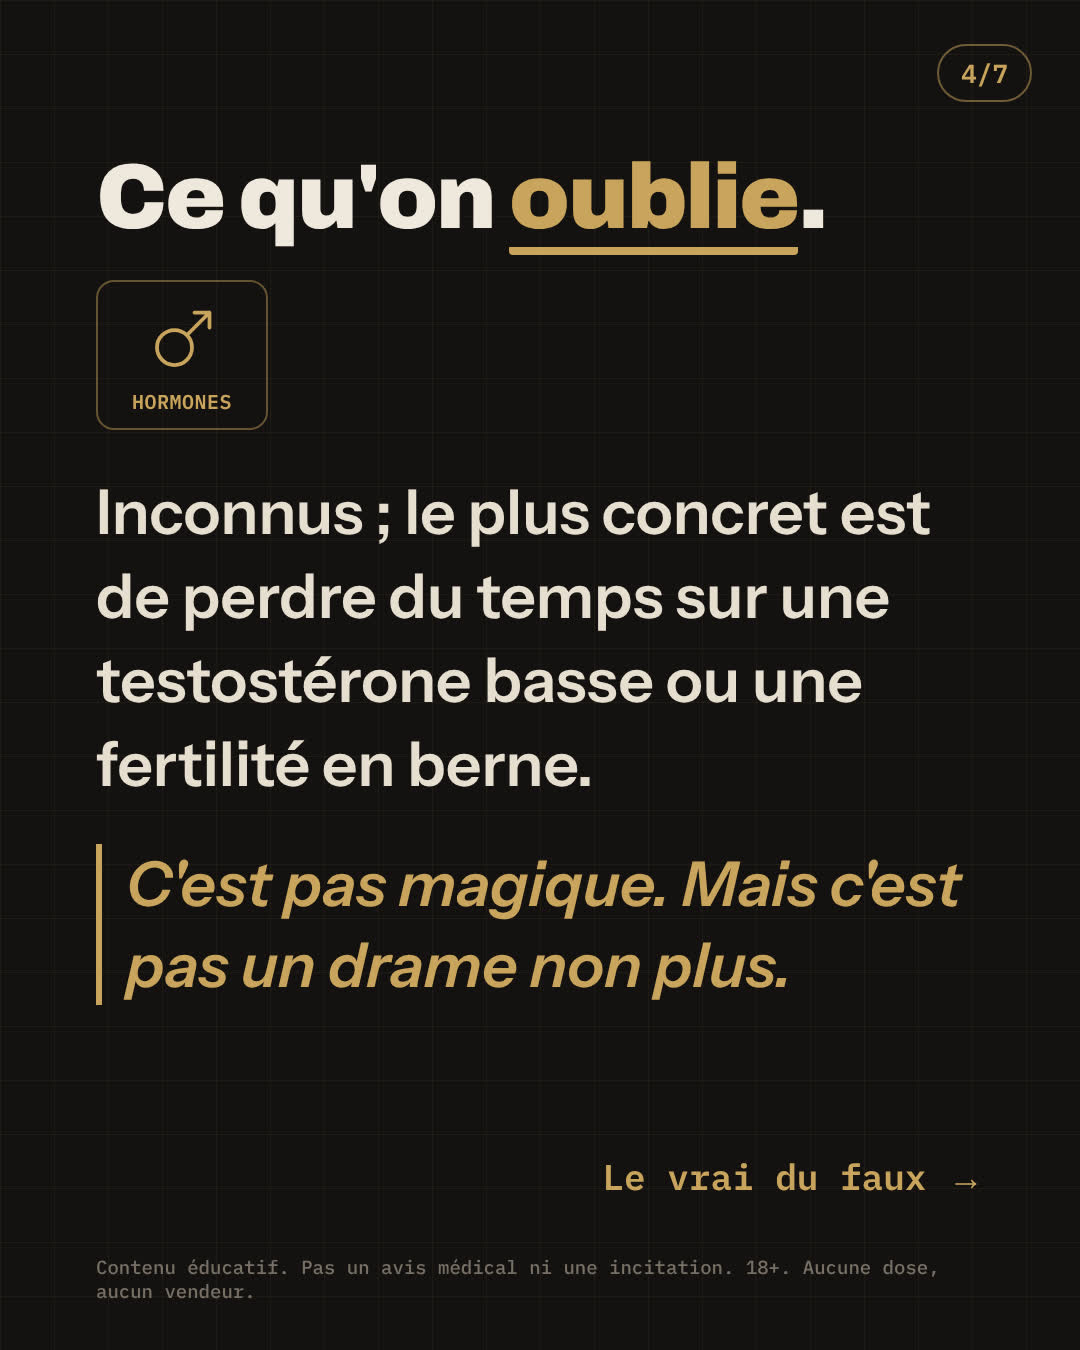 4/7
Ce qu'on oublie.
HORMONES
Inconnus ; le plus concret est
de perdre du temps sur une
testostérone basse ou une
fertilité en berne.
C'est pas magique. Mais c'est
pas un drame non plus.
Le vrai du faux →
Contenu éducatif. Pas un avis médical ni une incitation. 18+. Aucune dose,
aucun vendeur.